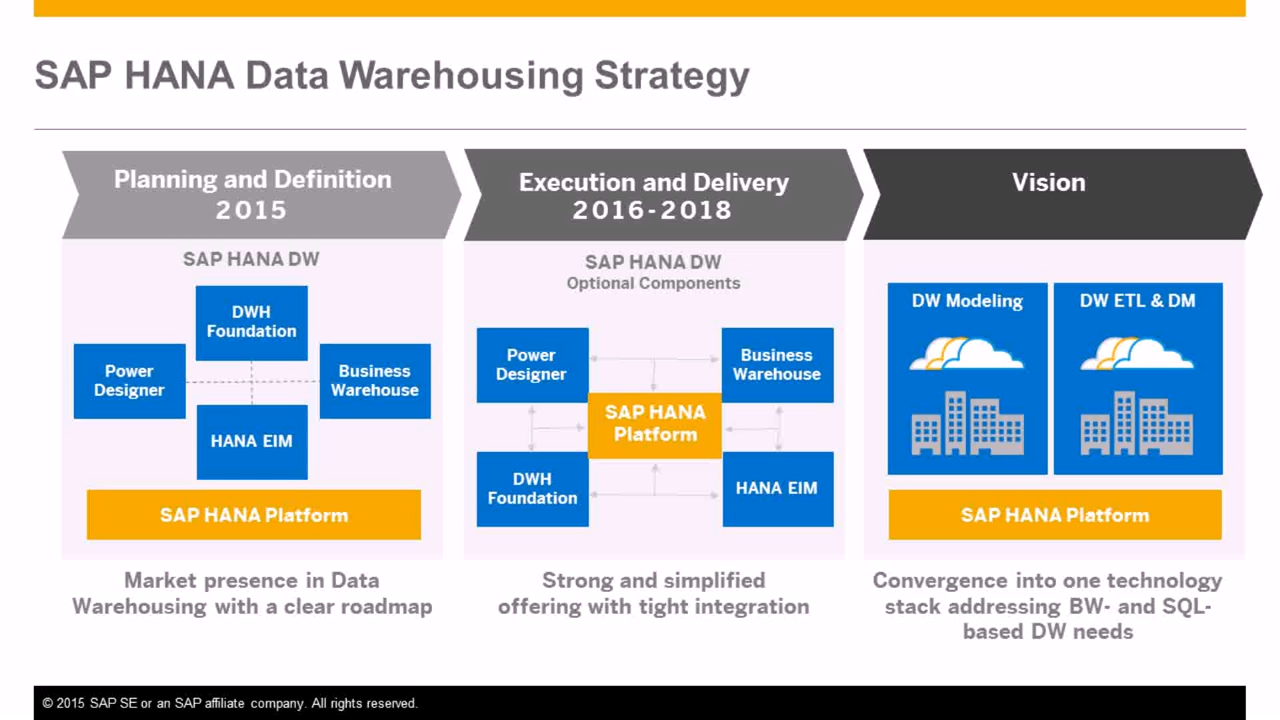 SAP HANA Data Warehousing Strategy
Planning and Definition
2015
SAP HANA DW
DWH
Foundation
Power
Designer
Business
Warehouse
HANA EIM
SAP HANA Platform
Market presence in Data
Warehousing with a clear roadmap
Execution and Delivery
2016-2018
SAP HANA DW
Optional Components
Power
Designer
Business
Warehouse
SAP HANA
Platform
DWH
Foundation
HANA EIM
Strong and simplified
offering with tight integration
Vision
DW Modeling
DW ETL & DM
SAP HANA Platform
Convergence into one technology
stack addressing BW- and SQL-
based DW needs
© 2015 SAP SE or an SAP affiliate company. All rights reserved.